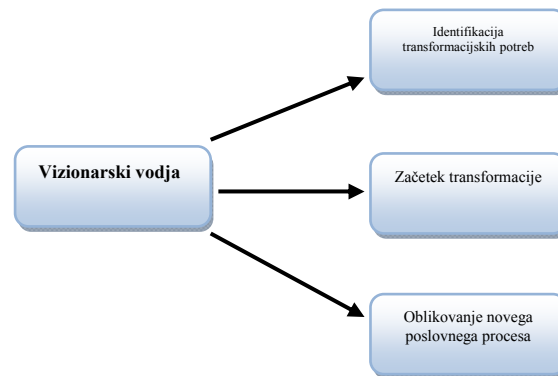 Identifikacija
transformacijskih potreb
Vizionarski vodja
Začetek transformacije
Oblikovanje novega
poslovnega procesa